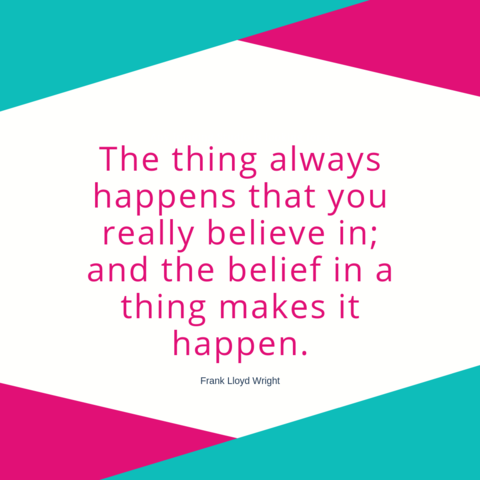 The thing always
happens that you
really believe in;
and the belief in a
thing makes it
happen.
Frank Lloyd Wright